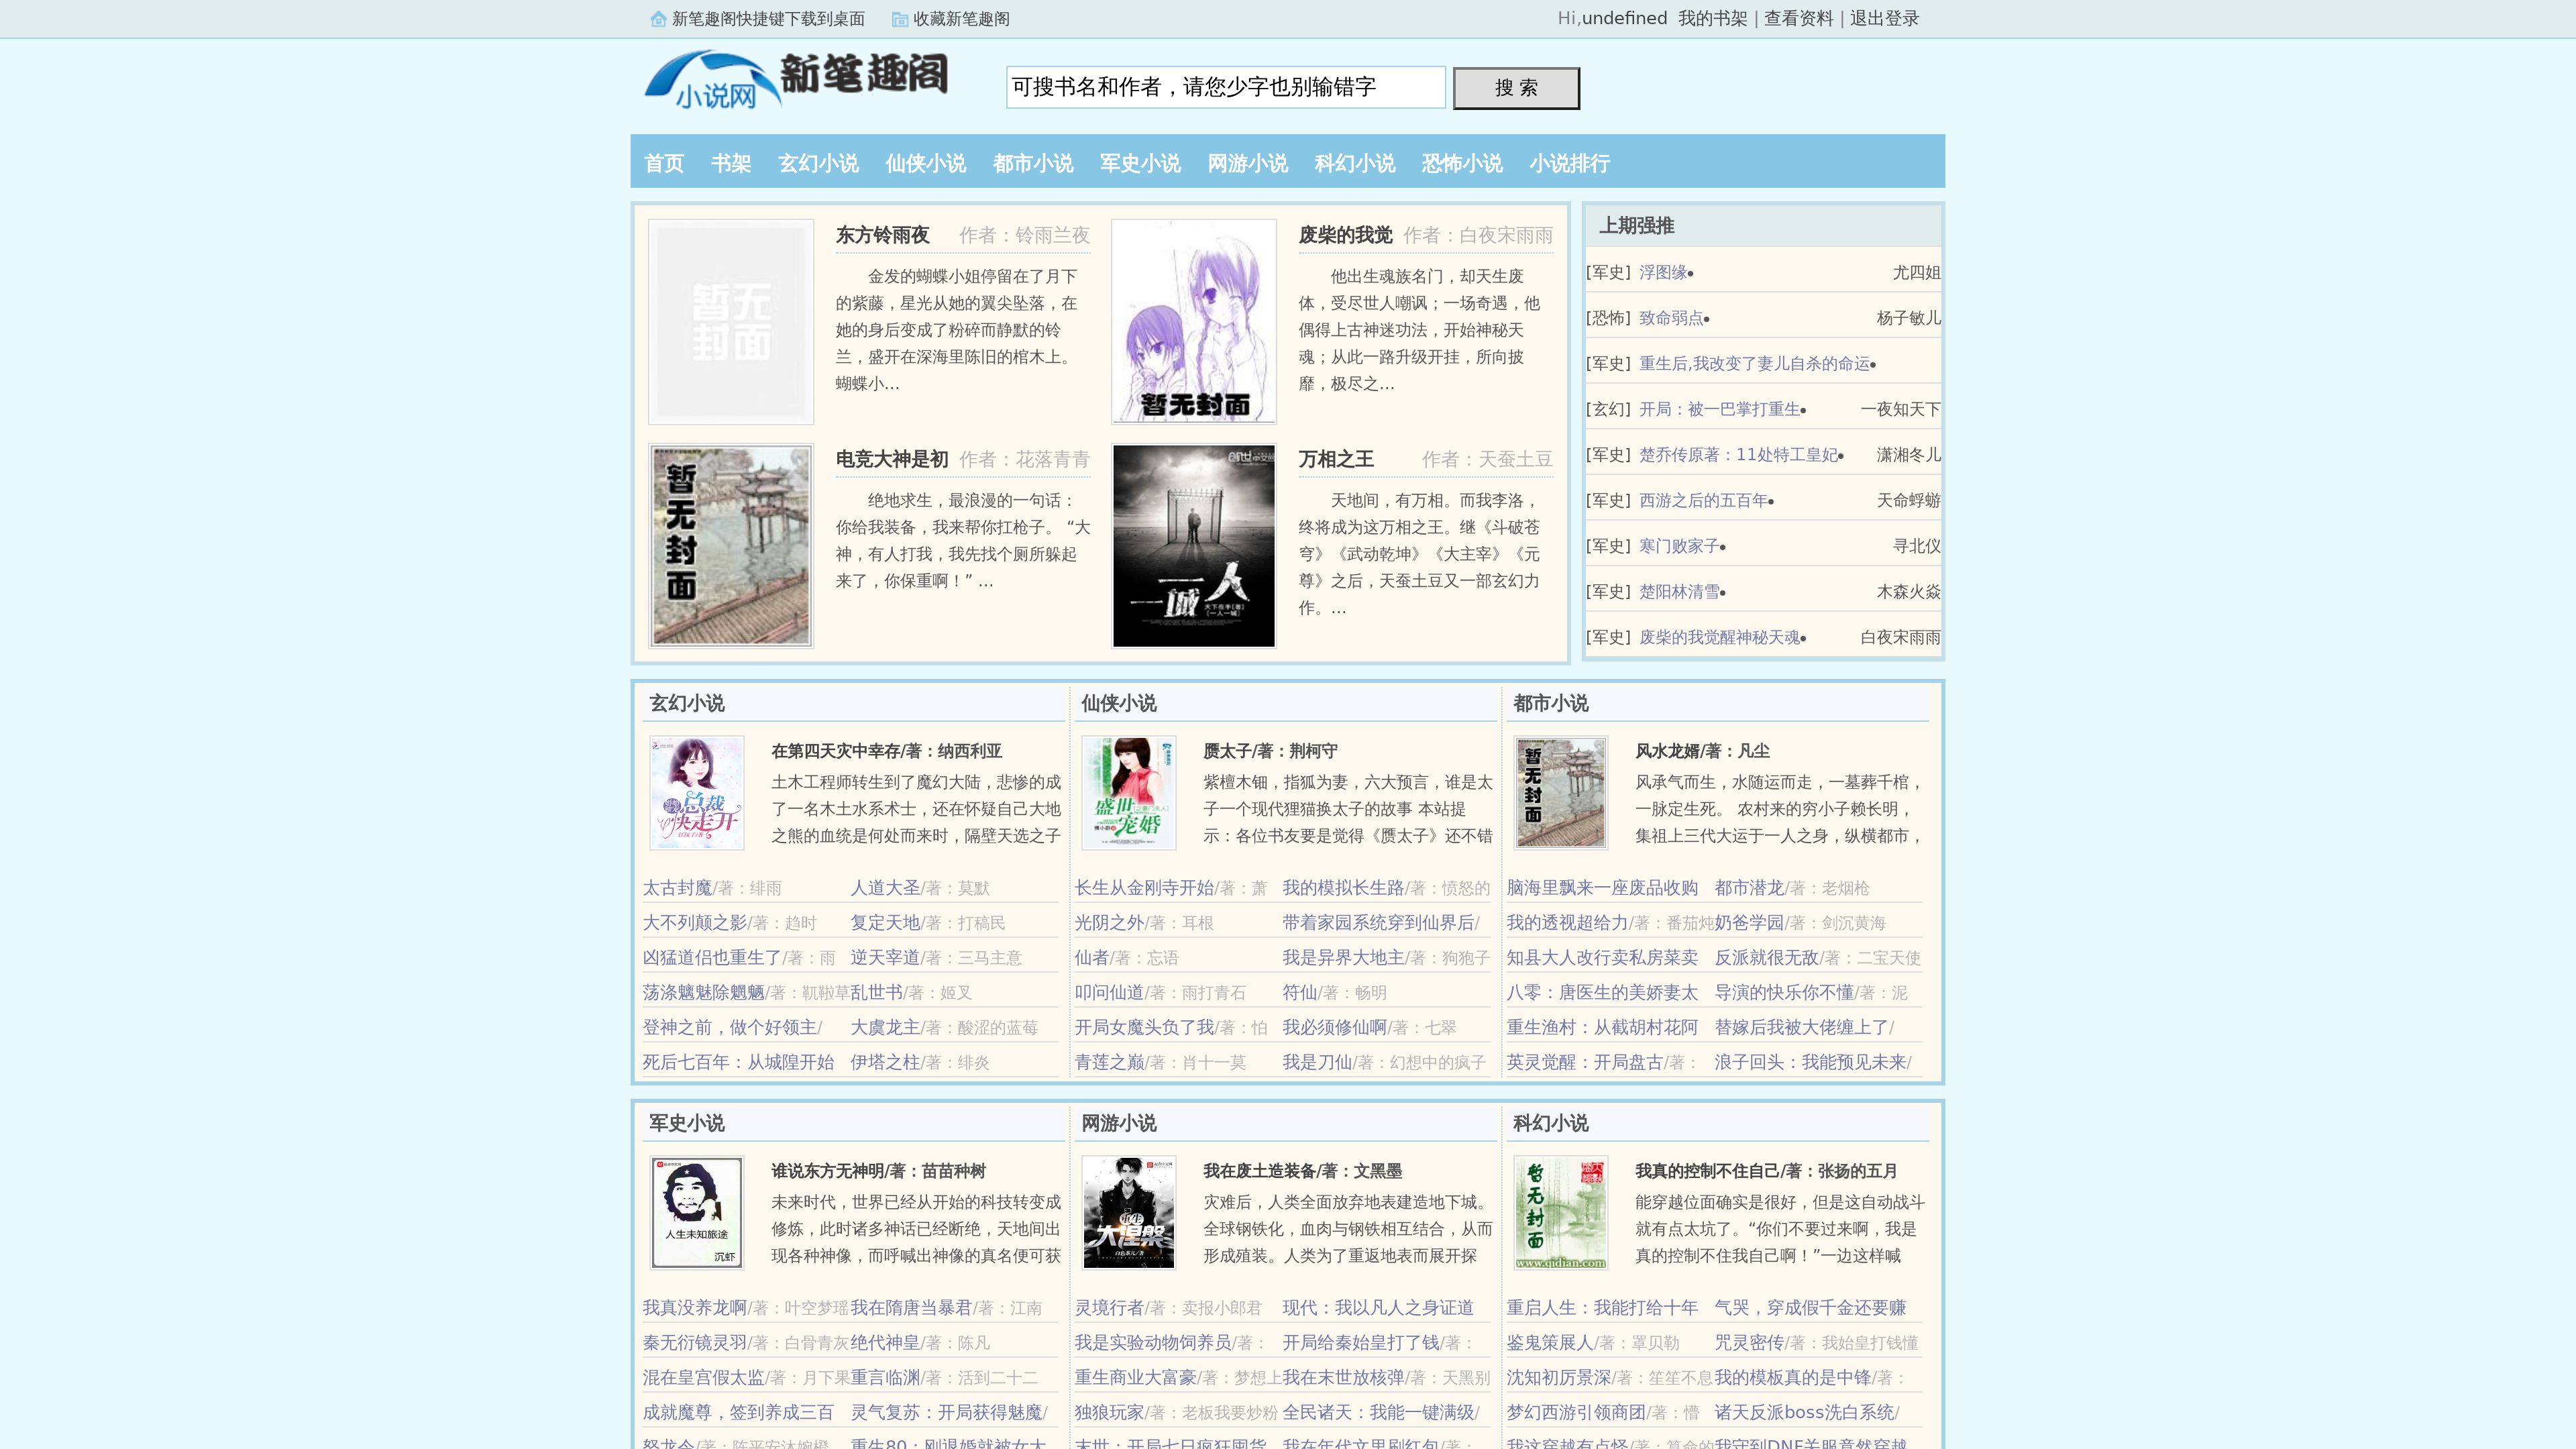 新笔趣阁快捷键下载到桌面 收藏新笔趣阁 Hi,undefined 我的书架 | 查看资料 | 退出登录
小说网 新笔趣阁
可搜书名和作者，请您少字也别输错字 搜 索
首页 书架 玄幻小说 仙侠小说 都市小说 军史小说 网游小说 科幻小说 恐怖小说 小说排行
暂无封面
东方铃雨夜 作者：铃雨兰夜
金发的蝴蝶小姐停留在了月下
的紫藤，星光从她的翼尖坠落，在
她的身后变成了粉碎而静默的铃
兰，盛开在深海里陈旧的棺木上。
蝴蝶小…
暂无封面
废柴的我觉 作者：白夜宋雨雨
他出生魂族名门，却天生废
体，受尽世人嘲讽；一场奇遇，他
偶得上古神迷功法，开始神秘天
魂；从此一路升级开挂，所向披
靡，极尽之…
暂无封面
电竞大神是初 作者：花落青青
绝地求生，最浪漫的一句话：
你给我装备，我来帮你扛枪子。 “大
神，有人打我，我先找个厕所躲起
来了，你保重啊！” …
一人一城
万相之王 作者：天蚕土豆
天地间，有万相。而我李洛，
终将成为这万相之王。继《斗破苍
穹》《武动乾坤》《大主宰》《元
尊》之后，天蚕土豆又一部玄幻力
作。…
上期强推
[军史] 浮图缘 尤四姐
[恐怖] 致命弱点 杨子敏儿
[军史] 重生后,我改变了妻儿自杀的命运
[玄幻] 开局：被一巴掌打重生 一夜知天下
[军史] 楚乔传原著：11处特工皇妃 潇湘冬儿
[军史] 西游之后的五百年 天命蜉蝣
[军史] 寒门败家子 寻北仪
[军史] 楚阳林清雪 木森火焱
[军史] 废柴的我觉醒神秘天魂 白夜宋雨雨
玄幻小说
总裁快走开
在第四天灾中幸存/著：纳西利亚
土木工程师转生到了魔幻大陆，悲惨的成
了一名木土水系术士，还在怀疑自己大地
之熊的血统是何处而来时，隔壁天选之子
太古封魔/著：绯雨 人道大圣/著：莫默
大不列颠之影/著：趋时 复定天地/著：打稿民
凶猛道侣也重生了/著：雨 逆天宰道/著：三马主意
荡涤魑魅除魍魉/著：靰鞡草 乱世书/著：姬叉
登神之前，做个好领主/ 大虞龙主/著：酸涩的蓝莓
死后七百年：从城隍开始 伊塔之柱/著：绯炎
仙侠小说
盛世宠婚
赝太子/著：荆柯守
紫檀木钿，指狐为妻，六大预言，谁是太
子一个现代狸猫换太子的故事 本站提
示：各位书友要是觉得《赝太子》还不错
长生从金刚寺开始/著：萧 我的模拟长生路/著：愤怒的
光阴之外/著：耳根 带着家园系统穿到仙界后/
仙者/著：忘语 我是异界大地主/著：狗狍子
叩问仙道/著：雨打青石 符仙/著：畅明
开局女魔头负了我/著：怕 我必须修仙啊/著：七翠
青莲之巅/著：肖十一莫 我是刀仙/著：幻想中的疯子
都市小说
暂无封面
风水龙婿/著：凡尘
风承气而生，水随运而走，一墓葬千棺，
一脉定生死。 农村来的穷小子赖长明，
集祖上三代大运于一人之身，纵横都市，
脑海里飘来一座废品收购 都市潜龙/著：老烟枪
我的透视超给力/著：番茄炖 奶爸学园/著：剑沉黄海
知县大人改行卖私房菜卖 反派就很无敌/著：二宝天使
八零：唐医生的美娇妻太 导演的快乐你不懂/著：泥
重生渔村：从截胡村花阿 替嫁后我被大佬缠上了/
英灵觉醒：开局盘古/著： 浪子回头：我能预见未来/
军史小说
人生未知旅途
沉虾
谁说东方无神明/著：苗苗种树
未来时代，世界已经从开始的科技转变成
修炼，此时诸多神话已经断绝，天地间出
现各种神像，而呼喊出神像的真名便可获
我真没养龙啊/著：叶空梦瑶 我在隋唐当暴君/著：江南
秦无衍镜灵羽/著：白骨青灰 绝代神皇/著：陈凡
混在皇宫假太监/著：月下果 重言临渊/著：活到二十二
成就魔尊，签到养成三百 灵气复苏：开局获得魅魔/
怒龙令/著：陈平安沐婉橙 重生80：刚退婚就被女大
网游小说
重生大涅槃
我在废土造装备/著：文黑墨
灾难后，人类全面放弃地表建造地下城。
全球钢铁化，血肉与钢铁相互结合，从而
形成殖装。人类为了重返地表而展开探
灵境行者/著：卖报小郎君 现代：我以凡人之身证道
我是实验动物饲养员/著： 开局给秦始皇打了钱/著：
重生商业大富豪/著：梦想上 我在末世放核弹/著：天黑别
独狼玩家/著：老板我要炒粉 全民诸天：我能一键满级/
末世：开局七日疯狂囤货 我在年代文里刷红包/著：
科幻小说
暂无封面
www.qidian.com
我真的控制不住自己/著：张扬的五月
能穿越位面确实是很好，但是这自动战斗
就有点太坑了。“你们不要过来啊，我是
真的控制不住我自己啊！”一边这样喊
重启人生：我能打给十年 气哭，穿成假千金还要赚
鉴鬼策展人/著：罩贝勒 咒灵密传/著：我始皇打钱懂
沈知初厉景深/著：笙笙不息 我的模板真的是中锋/著：
梦幻西游引领商团/著：懵 诸天反派boss洗白系统/
我这穿越有点怪/著：算命的 我守到DNF关服竟然穿越